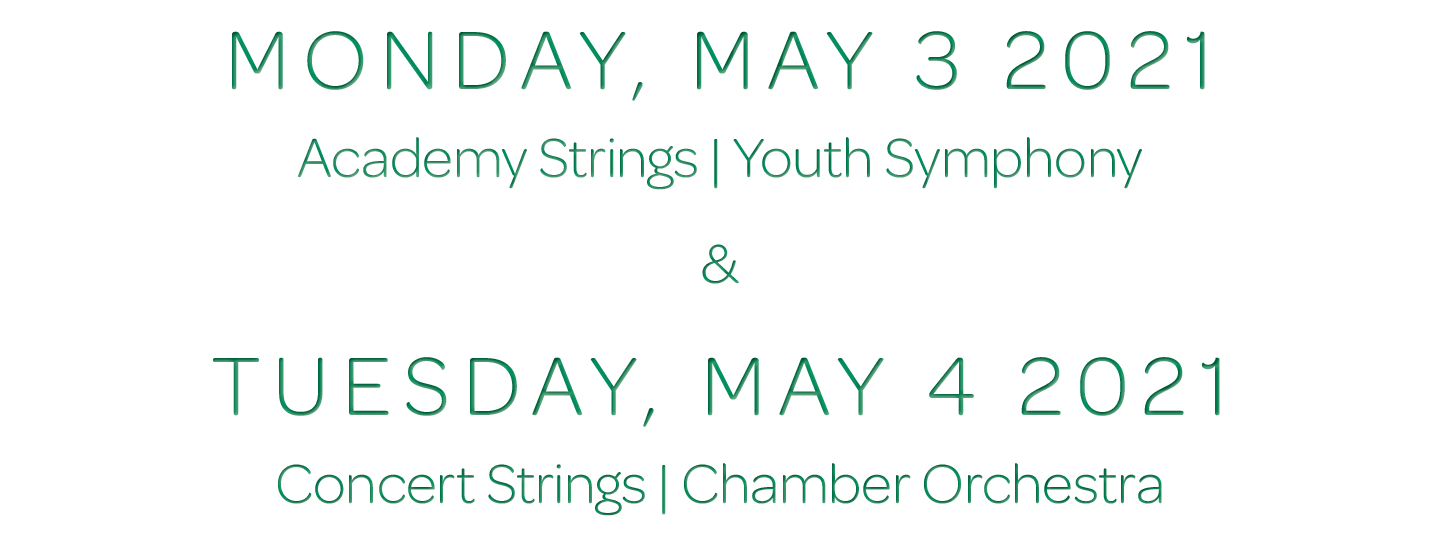 MONDAY, MAY 3 2021
Academy Strings | Youth Symphony
&
TUESDAY, MAY 4 2021
Concert Strings | Chamber Orchestra